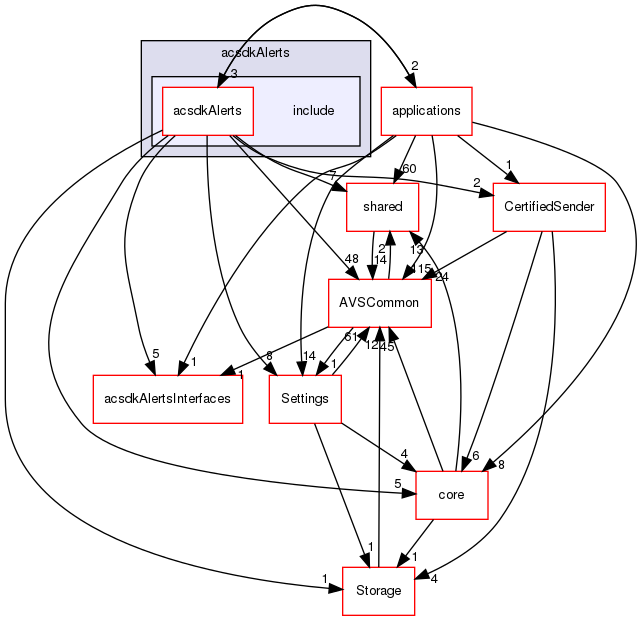 acsdkAlerts
3
2
acsdkAlerts
include
applications
7
60
1
2
shared
CertifiedSender
48
2
14
13
115
24
AVSCommon
61
12
45
5
1
1
8
14
1
acsdkAlertsInterfaces
Settings
4
6
8
5
core
1
1
1
4
Storage